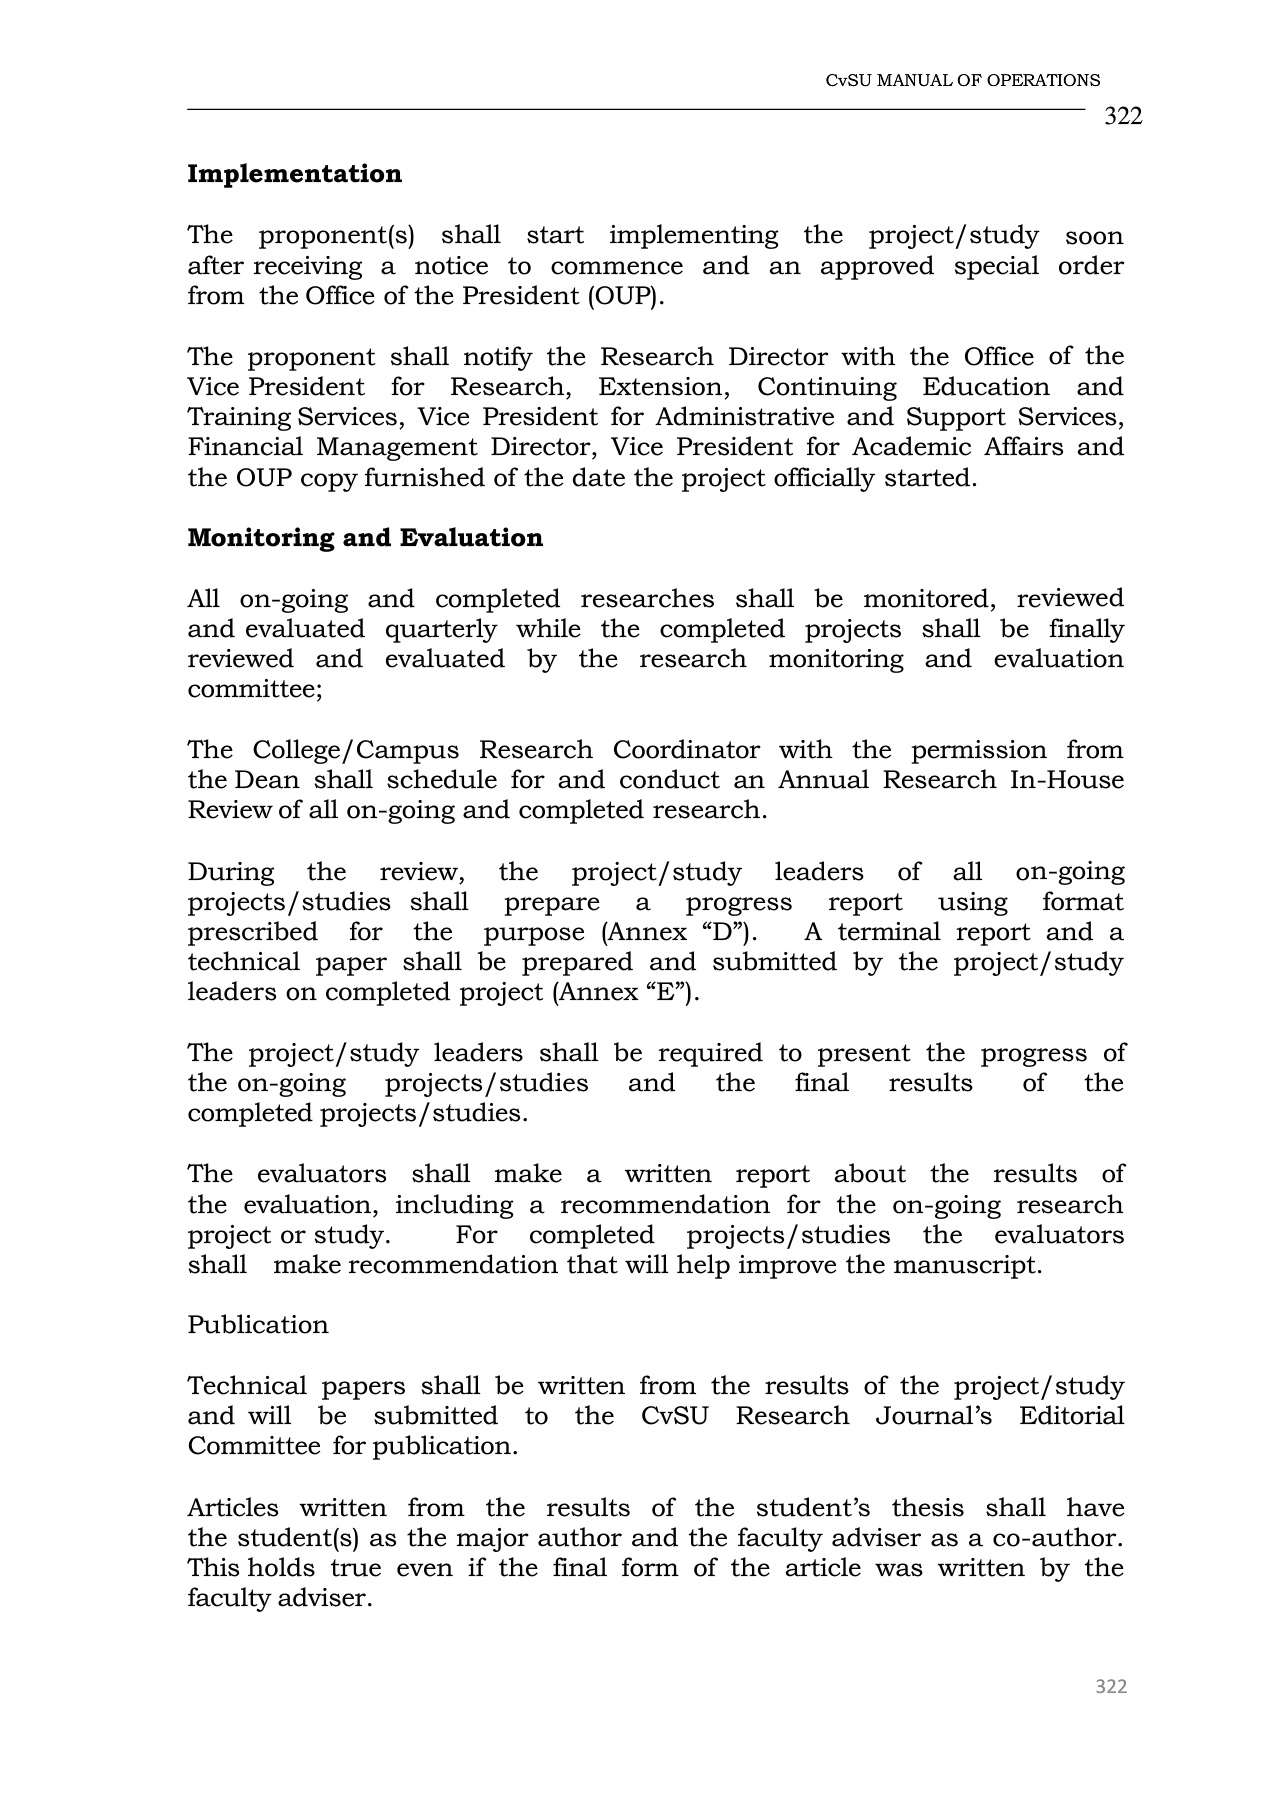 CvSU MANUAL OF OPERATIONS
322
Implementation
The proponent(s) shall start implementing the project/study soon
after receiving a notice to commence and an approved special order
from the Office of the President (OUP).
The proponent shall notify the Research Director with the Office of the
Vice President for Research, Extension, Continuing Education and
Training Services, Vice President for Administrative and Support Services,
Financial Management Director, Vice President for Academic Affairs and
the OUP copy furnished of the date the project officially started.
Monitoring and Evaluation
All on-going and completed researches shall be monitored, reviewed
and evaluated quarterly while the completed projects shall be finally
reviewed and evaluated by the research monitoring and evaluation
committee;
The College/Campus Research Coordinator with the permission from
the Dean shall schedule for and conduct an Annual Research In-House
Review of all on-going and completed research.
During the review, the project/study leaders of all on-going
projects/studies shall prepare a progress report using format
prescribed for the purpose (Annex “D”). A terminal report and a
technical paper shall be prepared and submitted by the project/study
leaders on completed project (Annex “E”).
The project/study leaders shall be required to present the progress of
the on-going projects/studies and the final results of the
completed projects/studies.
The evaluators shall make a written report about the results of
the evaluation, including a recommendation for the on-going research
project or study. For completed projects/studies the evaluators
shall make recommendation that will help improve the manuscript.
Publication
Technical papers shall be written from the results of the project/study
and will be submitted to the CvSU Research Journal’s Editorial
Committee for publication.
Articles written from the results of the student’s thesis shall have
the student(s) as the major author and the faculty adviser as a co-author.
This holds true even if the final form of the article was written by the
faculty adviser.
322